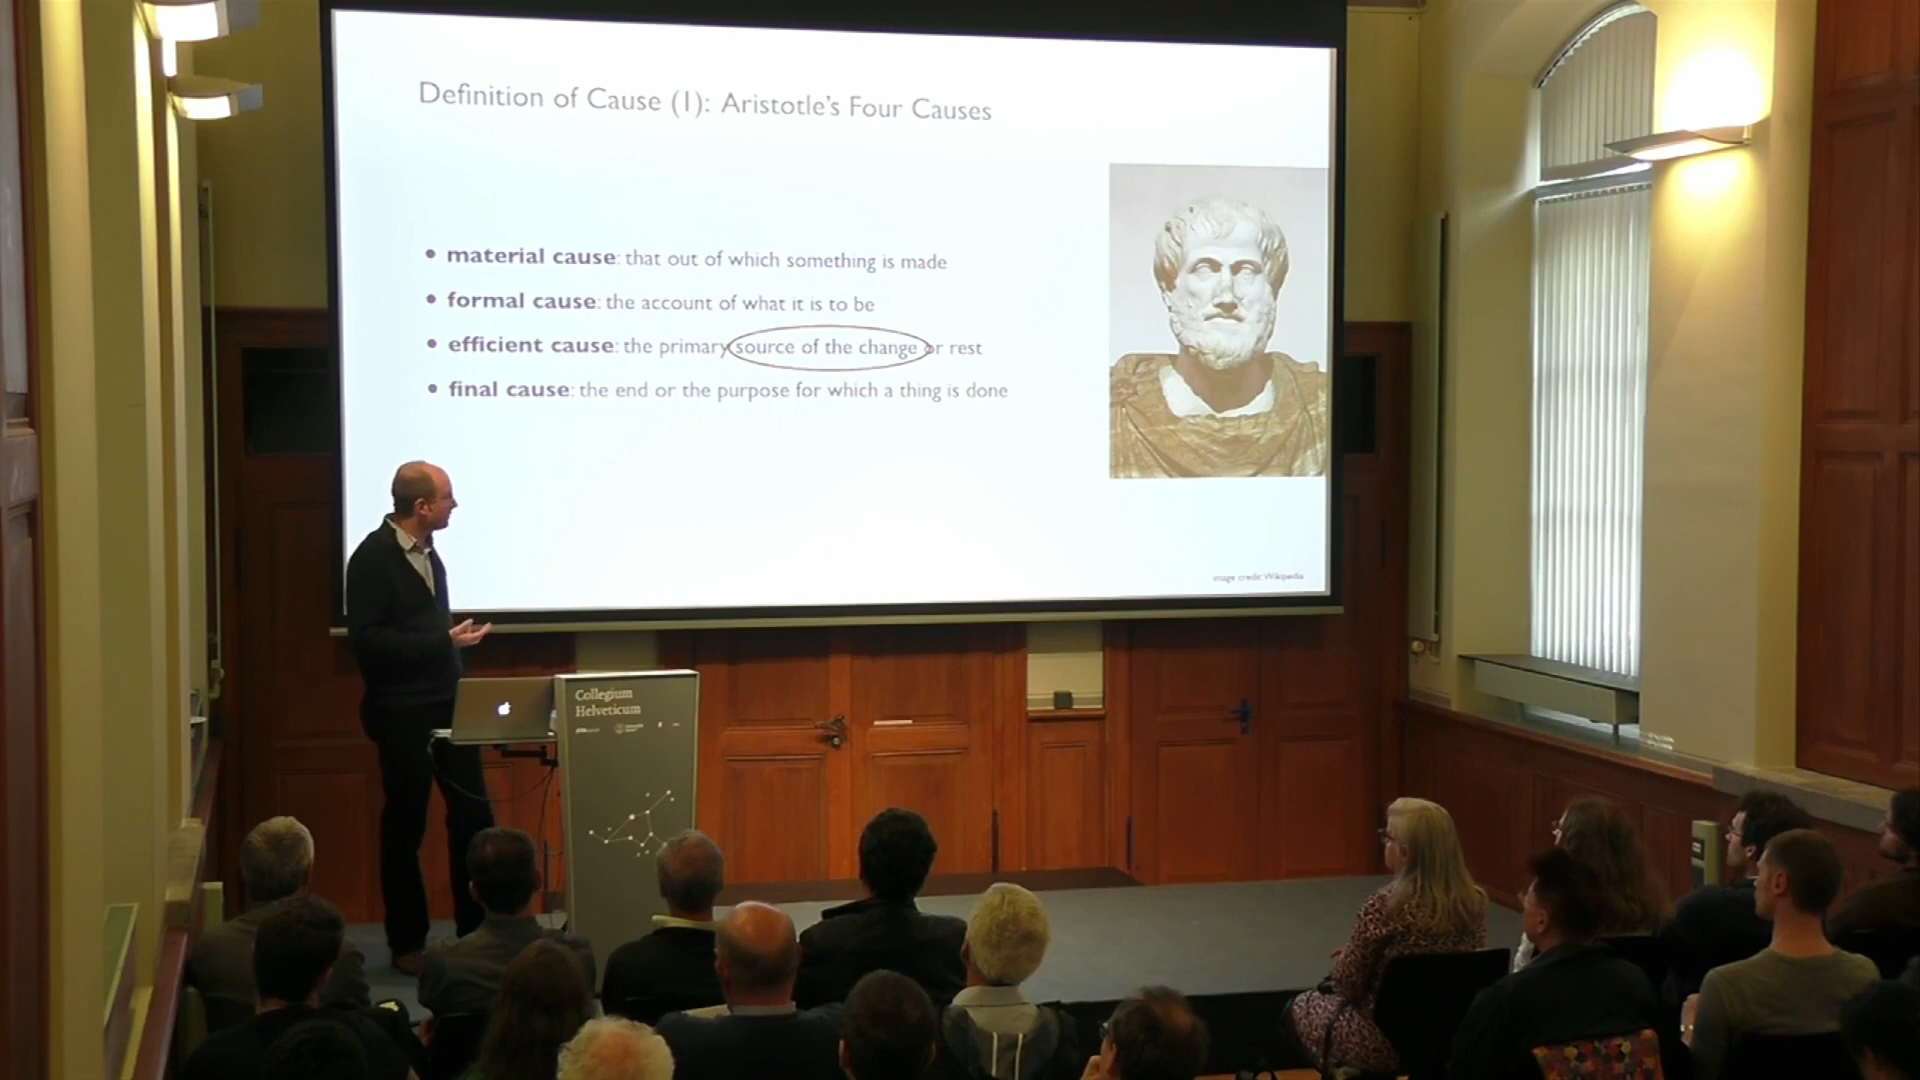 Definition of Cause (1): Aristotle's Four Causes
• material cause: that out of which something is made
• formal cause: the account of what it is to be
• efficient cause: the primary source of the change or rest
• final cause: the end or the purpose for which a thing is done
image credit: Wikipedia
Collegium
Helveticum